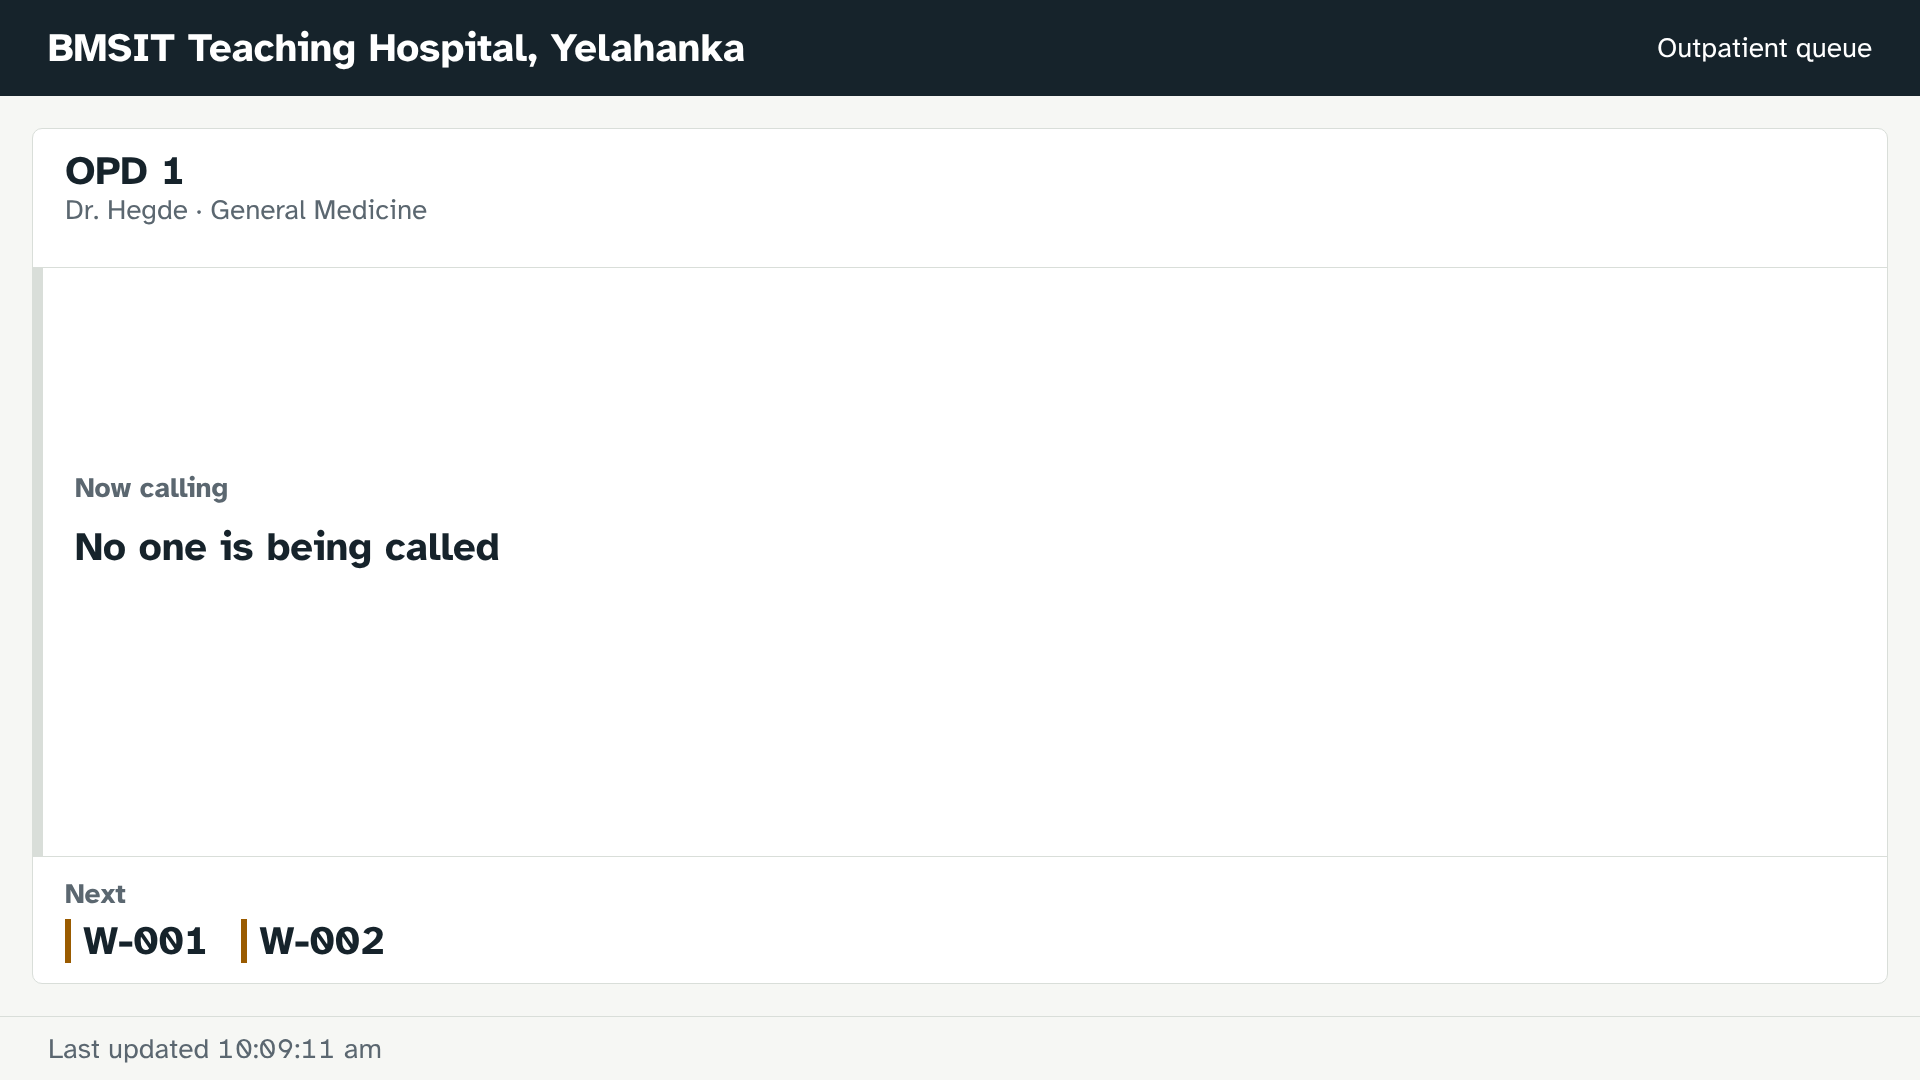 BMSIT Teaching Hospital, Yelahanka
Outpatient queue
OPD 1
Dr. Hegde · General Medicine
Now calling
No one is being called
Next
W-001 W-002
Last updated 10:09:11 am